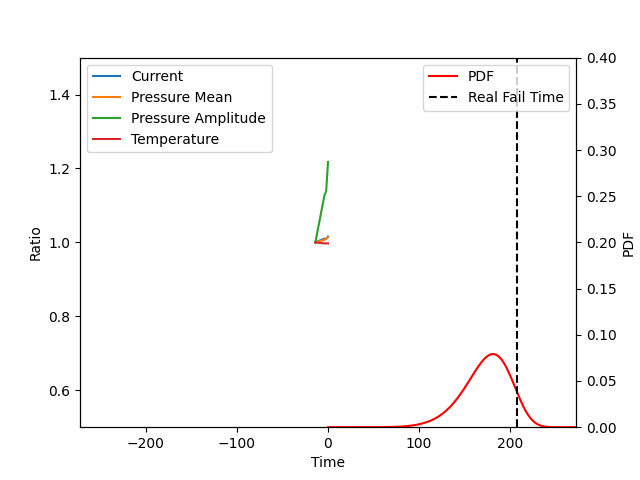 Current
Pressure Mean
Pressure Amplitude
Temperature
PDF
Real Fail Time
1.4
1.2
1.0
0.8
0.6
Ratio
0.40
0.35
0.30
0.25
0.20
0.15
0.10
0.05
0.00
PDF
−200
−100
0
100
200
Time